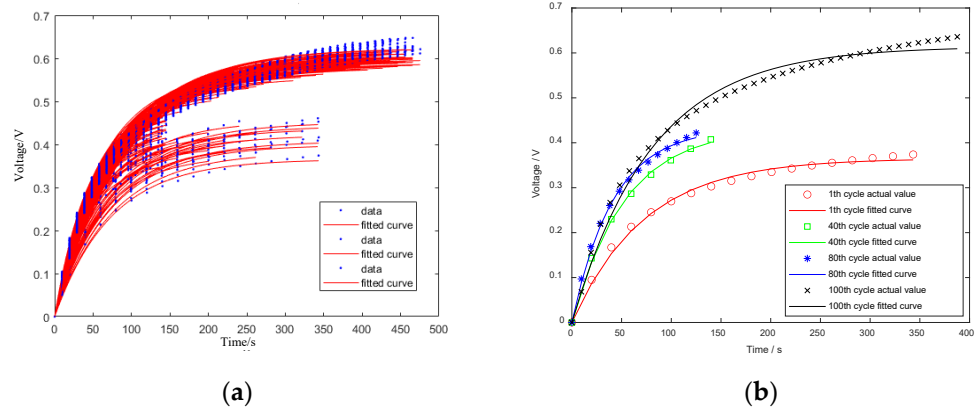 0.7
0.6
0.5
0.4
0.3
0.2
0.1
0
Voltage/V
data
fitted curve
data
fitted curve
data
fitted curve
0 50 100 150 200 250 300 350 400 450 500
Time/s
(a)
0.7
0.6
0.5
0.4
0.3
0.2
0.1
0
Voltage / V
1th cycle actual value
1th cycle fitted curve
40th cycle actual value
40th cycle fitted curve
80th cycle actual value
80th cycle fitted curve
100th cycle actual value
100th cycle fitted curve
0 50 100 150 200 250 300 350 400
Time / s
(b)